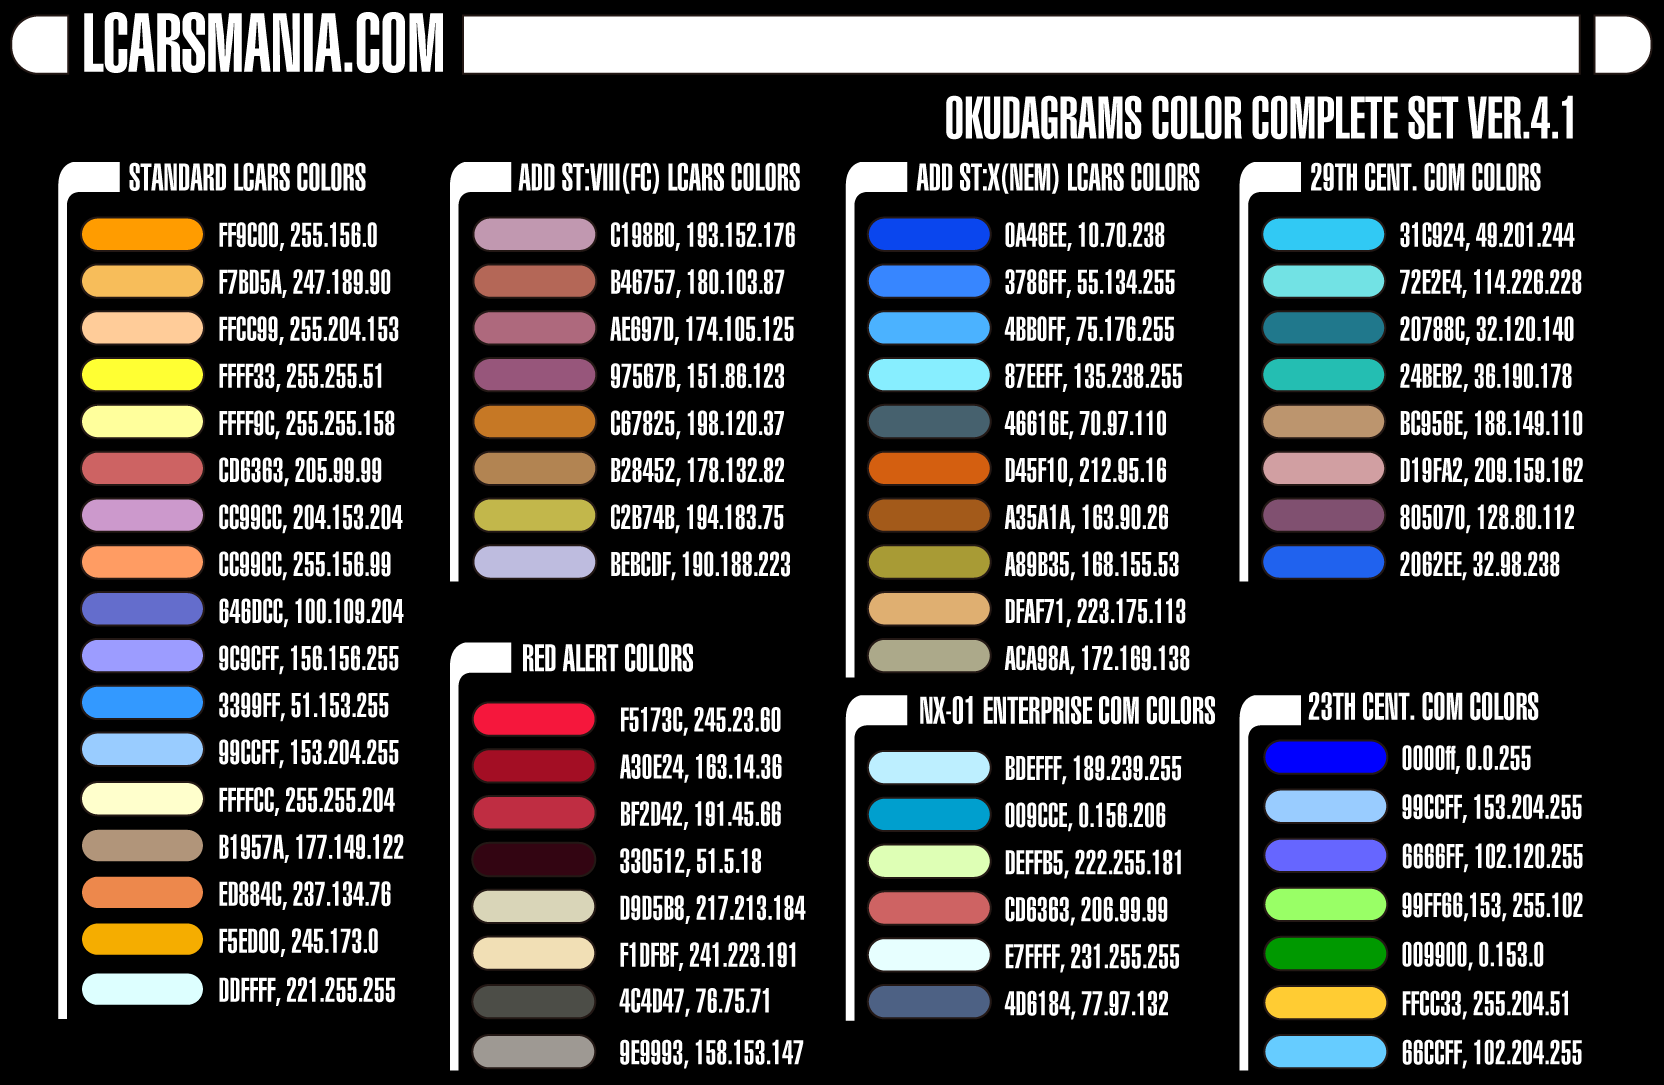 LCARSMANIA.COM
OKUDAGRAMS COLOR COMPLETE SET VER.4.1
STANDARD LCARS COLORS
FF9C00, 255.156.0
F7BD5A, 247.189.90
FFCC99, 255.204.153
FFFF33, 255.255.51
FFFF9C, 255.255.158
CD6363, 205.99.99
CC99CC, 204.153.204
CC99CC, 255.156.99
646DCC, 100.109.204
9C9CFF, 156.156.255
3399FF, 51.153.255
99CCFF, 153.204.255
FFFFCC, 255.255.204
B1957A, 177.149.122
ED884C, 237.134.76
F5ED00, 245.173.0
DDFFFF, 221.255.255
ADD ST:VIII(FC) LCARS COLORS
C198B0, 193.152.176
B46757, 180.103.87
AE697D, 174.105.125
97567B, 151.86.123
C67825, 198.120.37
B28452, 178.132.82
C2B74B, 194.183.75
BEBCDF, 190.188.223
RED ALERT COLORS
F5173C, 245.23.60
A30E24, 163.14.36
BF2D42, 191.45.66
330512, 51.5.18
D9D5B8, 217.213.184
F1DFBF, 241.223.191
4C4D47, 76.75.71
9E9993, 158.153.147
ADD ST:X(NEM) LCARS COLORS
0A46EE, 10.70.238
3786FF, 55.134.255
4BB0FF, 75.176.255
87EEFF, 135.238.255
46616E, 70.97.110
D45F10, 212.95.16
A35A1A, 163.90.26
A89B35, 168.155.53
DFAF71, 223.175.113
ACA98A, 172.169.138
NX-01 ENTERPRISE COM COLORS
BDEFFF, 189.239.255
009CCE, 0.156.206
DEFFB5, 222.255.181
CD6363, 206.99.99
E7FFFF, 231.255.255
4D6184, 77.97.132
29TH CENT. COM COLORS
31C924, 49.201.244
72E2E4, 114.226.228
20788C, 32.120.140
24BEB2, 36.190.178
BC956E, 188.149.110
D19FA2, 209.159.162
805070, 128.80.112
2062EE, 32.98.238
23TH CENT. COM COLORS
0000ff, 0.0.255
99CCFF, 153.204.255
6666FF, 102.120.255
99FF66,153, 255.102
009900, 0.153.0
FFCC33, 255.204.51
66CCFF, 102.204.255